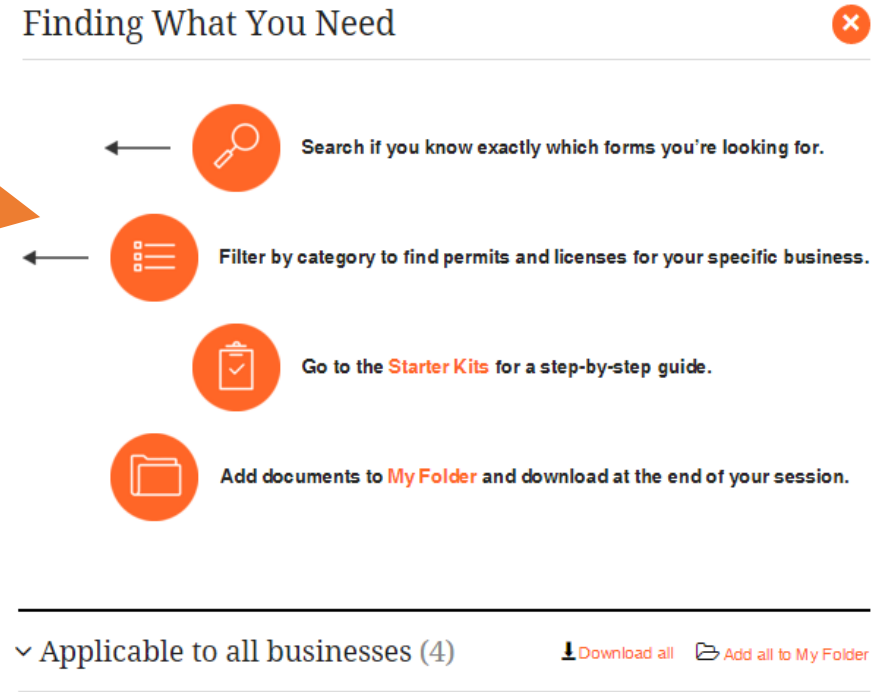 Finding What You Need
Search if you know exactly which forms you’re looking for.
Filter by category to find permits and licenses for your specific business.
Go to the Starter Kits for a step-by-step guide.
Add documents to My Folder and download at the end of your session.
Applicable to all businesses (4) Download all Add all to My Folder